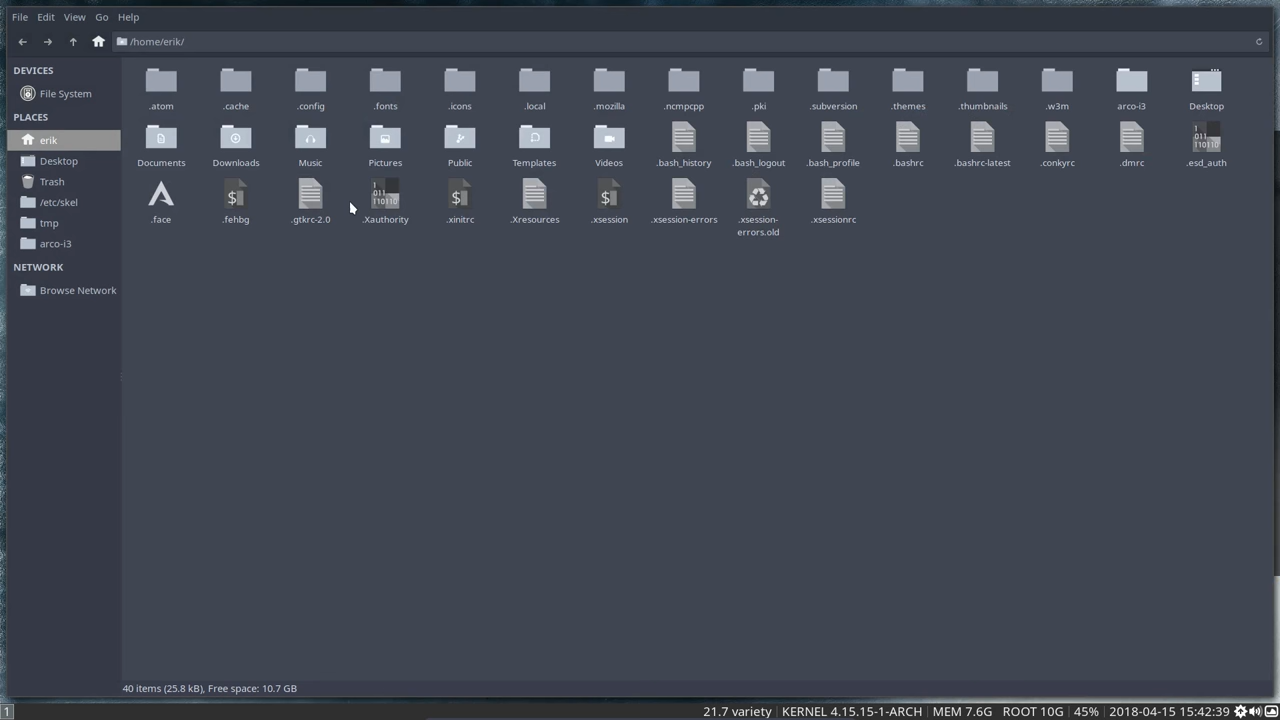 File Edit View Go Help
/home/erik/
DEVICES
File System
PLACES
erik
Desktop
Trash
/etc/skel
tmp
arco-i3
NETWORK
Browse Network
.atom .cache .config .fonts .icons .local .mozilla .ncmpcpp .pki .subversion .themes .thumbnails .w3m arco-i3 Desktop
Documents Downloads Music Pictures Public Templates Videos .bash_history .bash_logout .bash_profile .bashrc .bashrc-latest .conkyrc .dmrc .esd_auth
.face .fehbg .gtkrc-2.0 .Xauthority .xinitrc .Xresources .xsession .xsession-errors .xsession- .xsessionrc
errors.old
40 items (25.8 kB), Free space: 10.7 GB
1 21.7 variety KERNEL 4.15.15-1-ARCH MEM 7.6G ROOT 10G 45% 2018-04-15 15:42:39